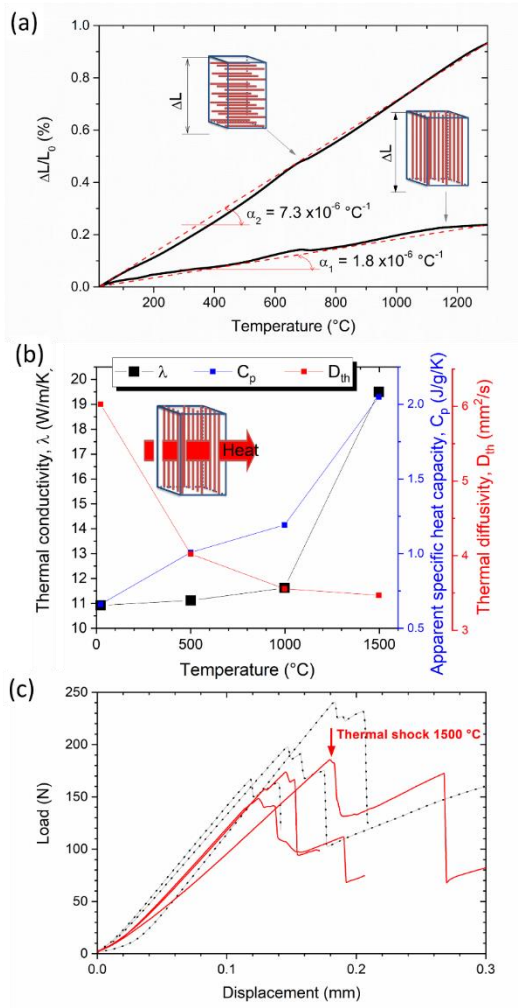 (a)
1.0
0.8
0.6
0.4
0.2
0.0
ΔL/L₀ (%)
ΔL
ΔL
α₂ = 7.3 x10⁻⁶ °C⁻¹
α₁ = 1.8 x10⁻⁶ °C⁻¹
200 400 600 800 1000 1200
Temperature (°C)
(b)
λ Cₚ Dₜₕ
20
19
18
17
16
15
14
13
12
11
10
Thermal conductivity, λ (W/m/K)
Heat
2.0
1.5
1.0
0.5
Apparent specific heat capacity, Cₚ (J/g/K)
6
5
4
3
Thermal diffusivity, Dₜₕ (mm²/s)
0 500 1000 1500
Temperature (°C)
(c)
250
200
150
100
50
0
Load (N)
Thermal shock 1500 °C
0.0 0.1 0.2 0.3
Displacement (mm)